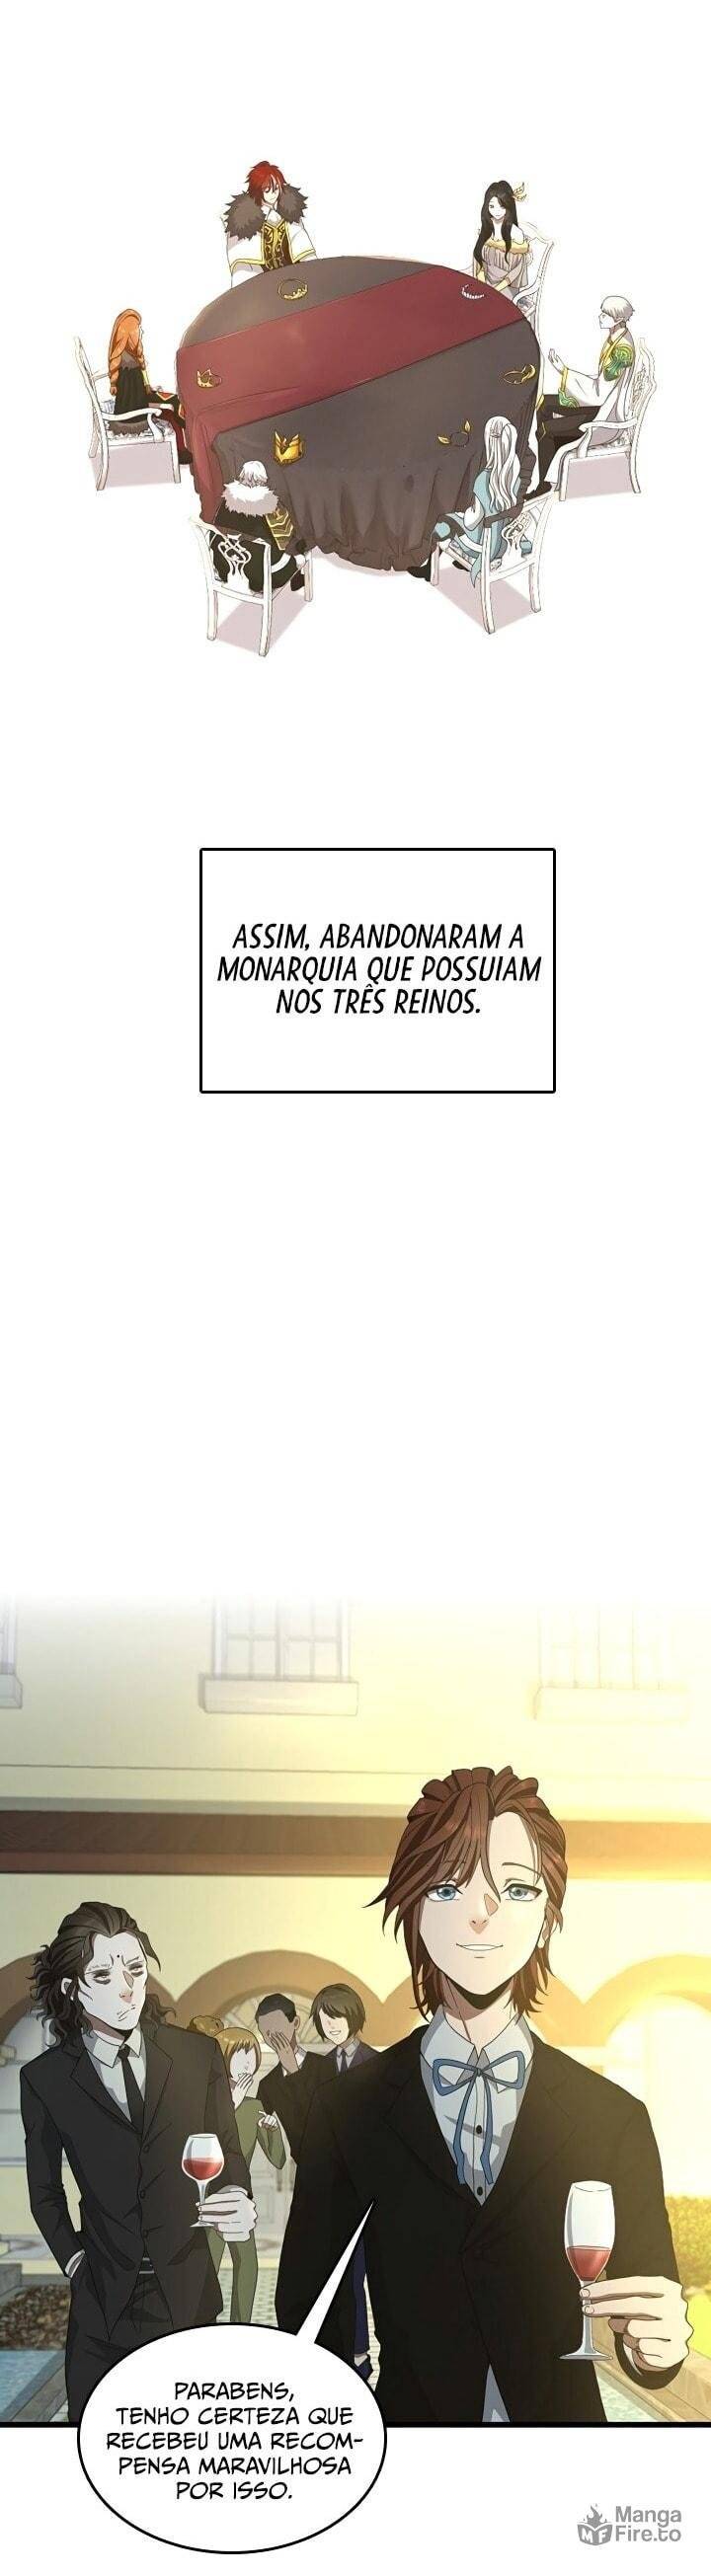 ASSIM, ABANDONARAM A
MONARQUIA QUE POSSUIAM
NOS TRÊS REINOS.
PARABENS,
TENHO CERTEZA QUE
RECEBEU UMA RECOM-
PENSA MARAVILHOSA
POR ISSO.
Manga
Fire.to
MF